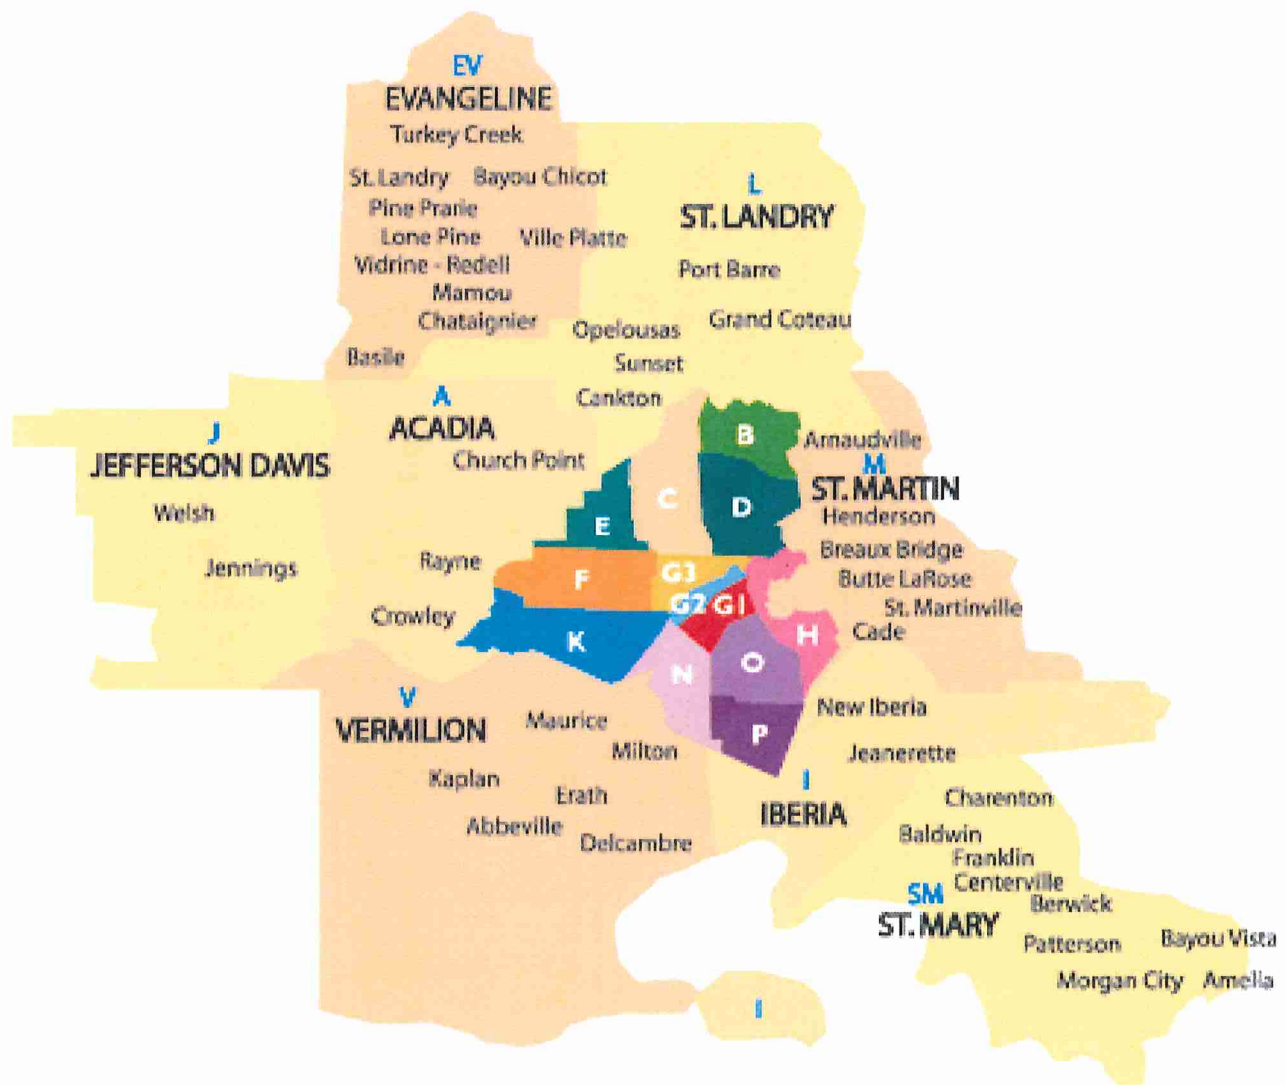 EV
EVANGELINE
Turkey Creek
St. Landry Bayou Chicot
Pine Prarie
Lone Pine Ville Platte
Vidrine - Redell
Mamou
Chataignier
Basile
L
ST. LANDRY
Port Barre
Grand Coteau
Opelousas
Sunset
Cankton
J
JEFFERSON DAVIS
Welsh
Jennings
A
ACADIA
Church Point
Rayne
Crowley
B
C
D
E
F
G3
G2 G1
H
K
N
O
P
Arnaudville
M
ST. MARTIN
Henderson
Breaux Bridge
Butte LaRose
St. Martinville
Cade
V
VERMILION
Maurice
Milton
Kaplan
Erath
Abbeville
Delcambre
New Iberia
Jeanerette
I
IBERIA
Charenton
Baldwin
Franklin
Centerville
SM
ST. MARY
Berwick
Patterson
Bayou Vista
Morgan City Amelia
I